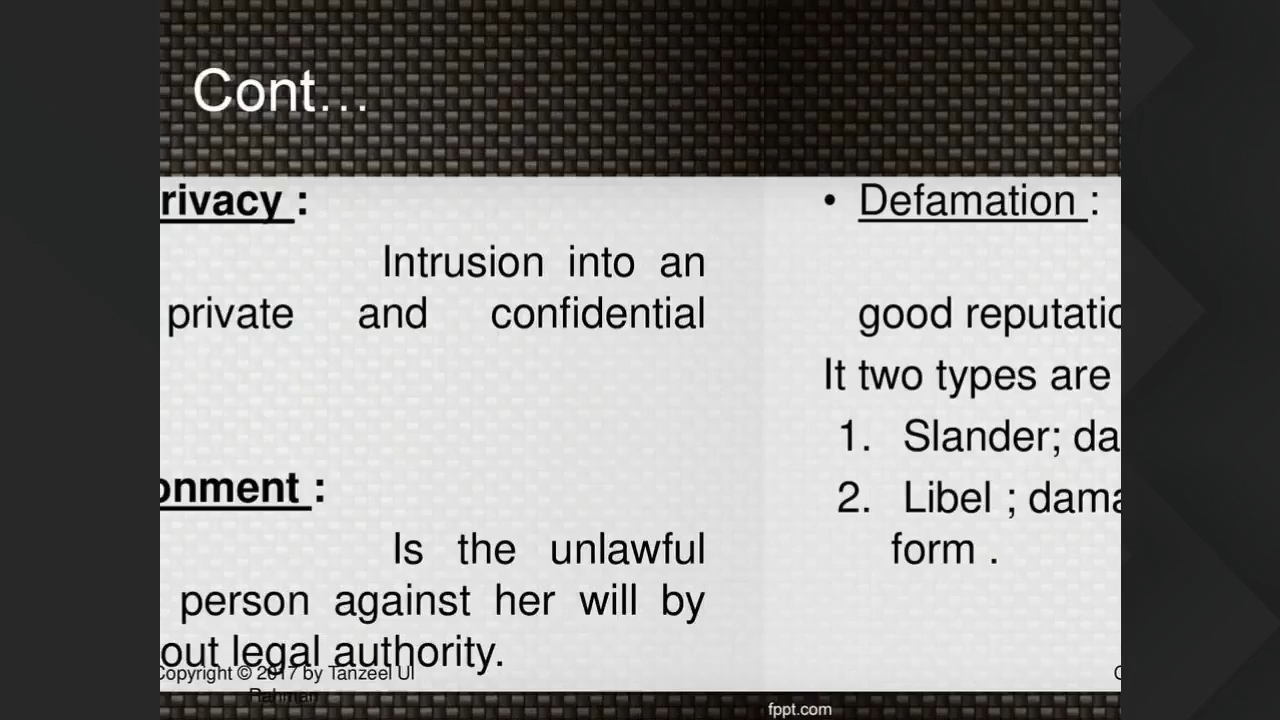 Cont...
rivacy :
Intrusion into an
private and confidential
onment :
Is the unlawful
person against her will by
out legal authority.
Copyright © 2017 by Tanzeel Ul
Rahman
• Defamation :
good reputatio
It two types are
1. Slander; da
2. Libel ; dama
form .
fppt.com